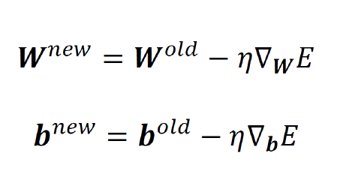 𝑾^{new} = 𝑾^{old} − η∇_𝑾 E
𝒃^{new} = 𝒃^{old} − η∇_𝒃 E